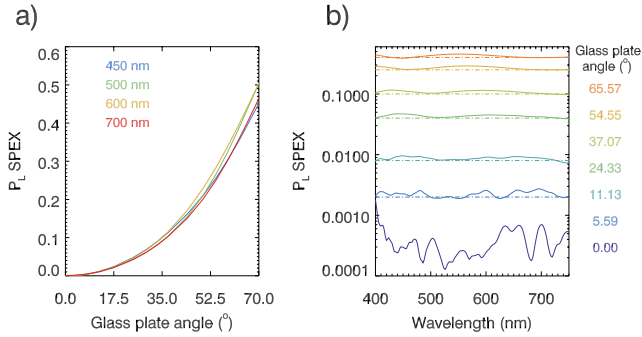 a)
P_L SPEX
0.6
0.5
0.4
0.3
0.2
0.1
0.0
450 nm
500 nm
600 nm
700 nm
0.0 17.5 35.0 52.5 70.0
Glass plate angle (°)
b)
P_L SPEX
0.1000
0.0100
0.0010
0.0001
400 500 600 700
Wavelength (nm)
Glass plate
angle (°)
65.57
54.55
37.07
24.33
11.13
5.59
0.00